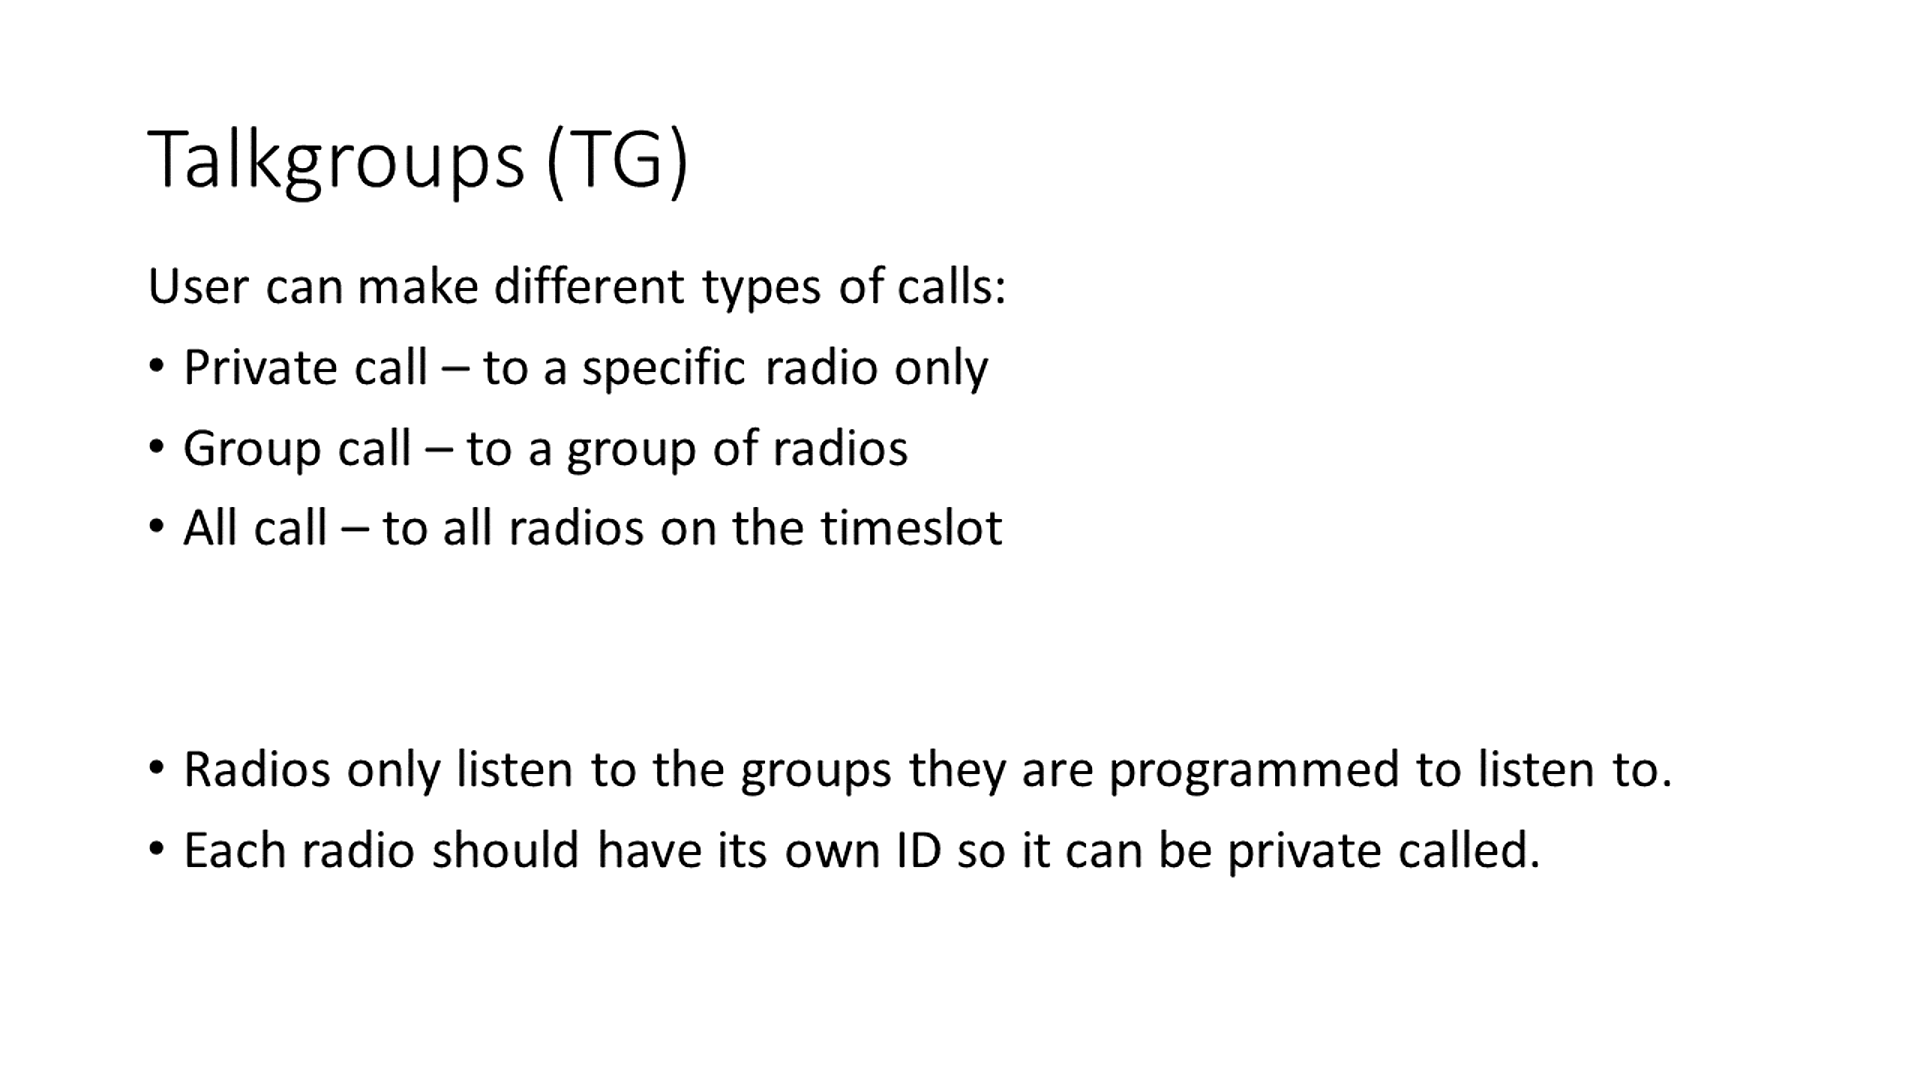 Talkgroups (TG)
User can make different types of calls:
• Private call – to a specific radio only
• Group call – to a group of radios
• All call – to all radios on the timeslot
• Radios only listen to the groups they are programmed to listen to.
• Each radio should have its own ID so it can be private called.